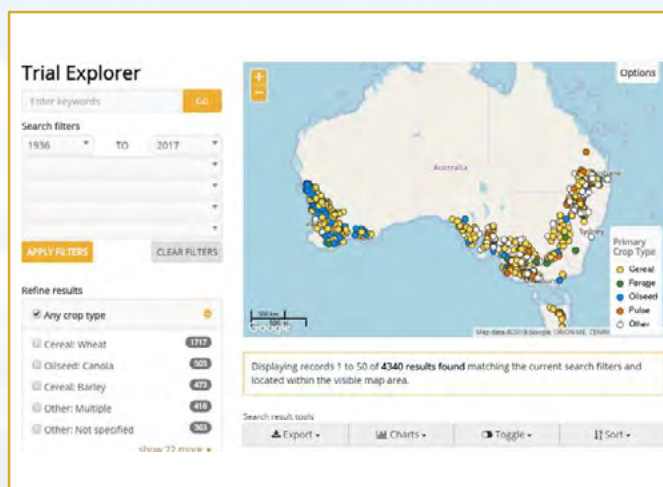 Trial Explorer
Enter keywords
GO
Search filters
1936 TO 2017
APPLY FILTERS
CLEAR FILTERS
Refine results
Any crop type
Cereal: Wheat 1717
Oilseed: Canola 503
Cereal: Barley 473
Other: Multiple 416
Other: Not specified 363
show 22 more
+
−
Options
Australia
Sydney
Primary
Crop Type
Cereal
Forage
Oilseed
Pulse
Other
Google
Displaying records 1 to 50 of 4340 results found matching the current search filters and
located within the visible map area.
Search result tools
Export
Charts
Toggle
Sort